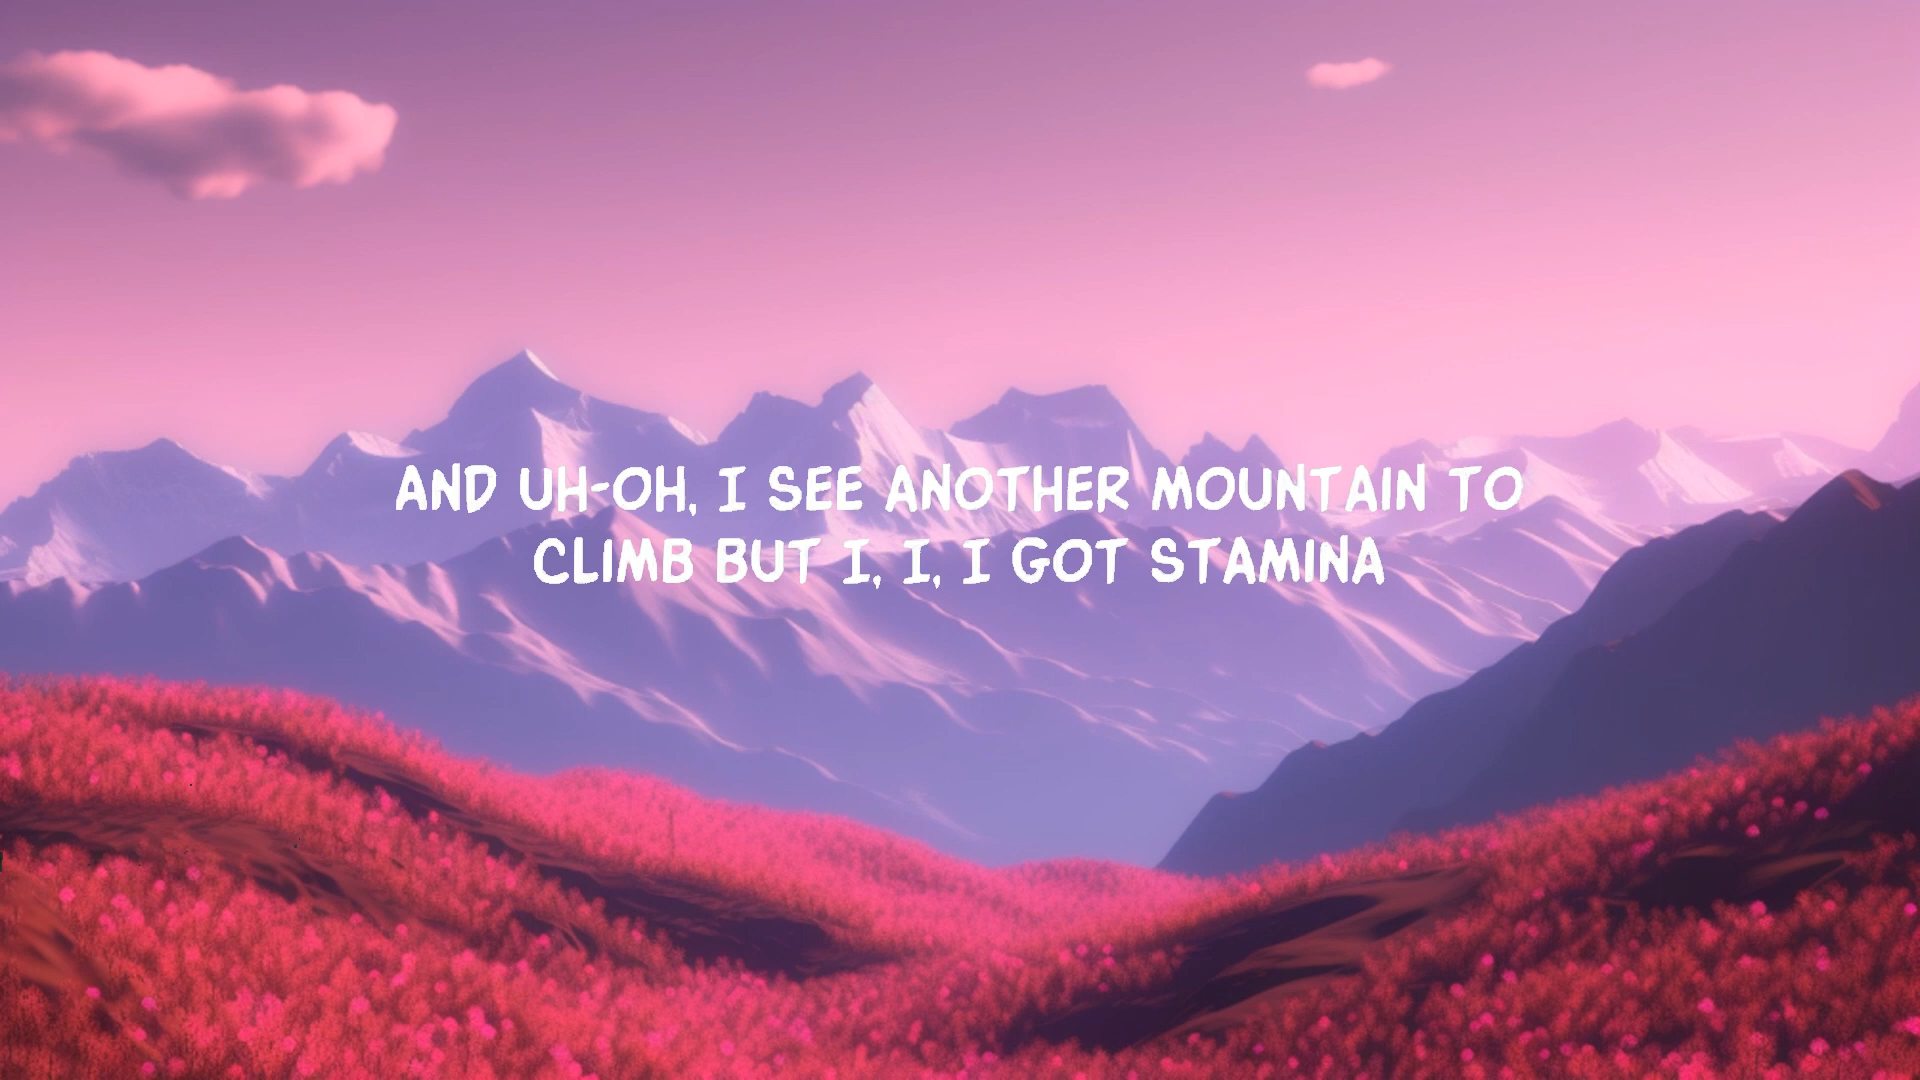 AND UH-OH, I SEE ANOTHER MOUNTAIN TO
CLIMB BUT I, I, I GOT STAMINA